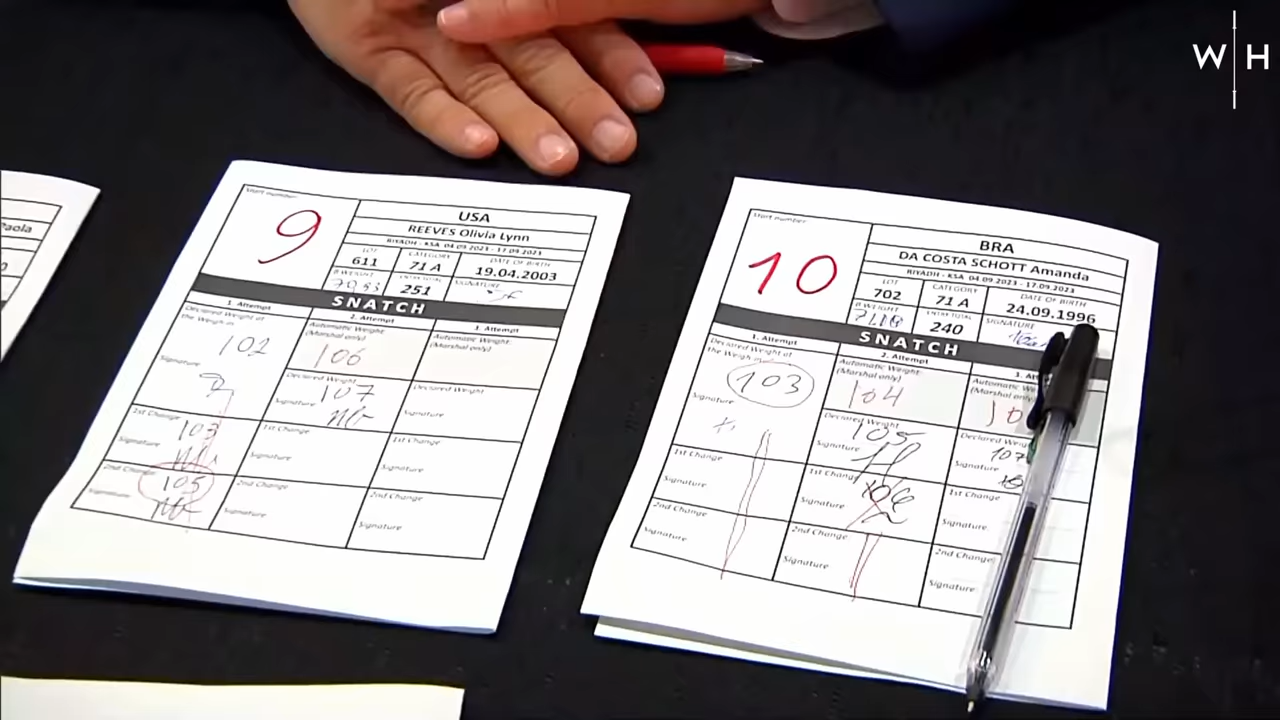 W H
Paola
Start number
9
USA
REEVES Olivia Lynn
RIYADH - KSA 04.09.2023 - 17.09.2023
LOT CATEGORY DATE OF BIRTH
611 71 A 19.04.2003
B.WEIGHT ENTRY TOTAL SIGNATURE
251
SNATCH
1. Attempt 2. Attempt 3. Attempt
Declared Weight at the Weigh in
102
Signature
Automatic Weight (Marshal only)
106
Automatic Weight (Marshal only)
Declared Weight
107
Signature
Declared Weight
Signature
1st Change
103
Signature
1st Change
Signature
1st Change
Signature
2nd Change
105
Signature
2nd Change
Signature
2nd Change
Signature
Start number
10
BRA
DA COSTA SCHOTT Amanda
RIYADH - KSA 04.09.2023 - 17.09.2023
LOT CATEGORY DATE OF BIRTH
702 71 A 24.09.1996
B.WEIGHT ENTRY TOTAL SIGNATURE
240
SNATCH
1. Attempt 2. Attempt 3.
Declared Weight at the Weigh in
103
Signature
Automatic Weight (Marshal only)
104
Automatic
(Marshal only)
Declared Weight
105
Signature
Declared Weight
107
Signature
1st Change
Signature
1st Change
Signature
1st Change
Signature
2nd Change
Signature
2nd Change
Signature
2nd Change
Signature